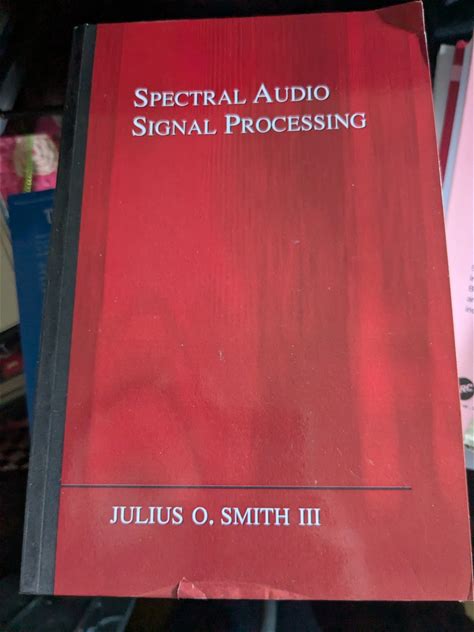 SPECTRAL AUDIO
SIGNAL PROCESSING
JULIUS O. SMITH III